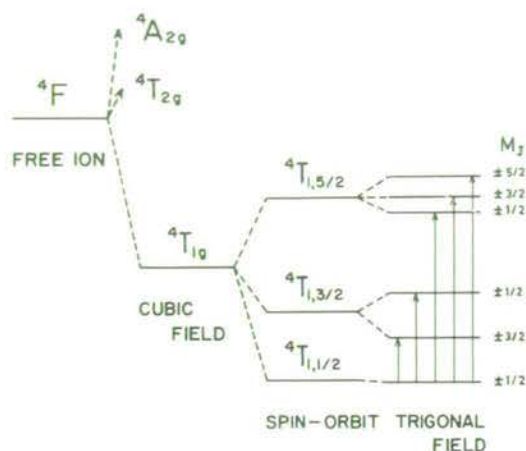 ⁴A₂g
⁴F
⁴T₂g
FREE ION
M_J
⁴T₁,5/2
± 5/2
± 3/2
± 1/2
⁴T₁g
⁴T₁,3/2
± 1/2
CUBIC
FIELD
± 3/2
⁴T₁,1/2
± 1/2
SPIN-ORBIT TRIGONAL
FIELD